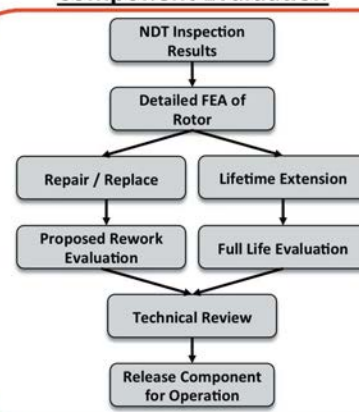 NDT Inspection
Results
Detailed FEA of
Rotor
Repair / Replace
Lifetime Extension
Proposed Rework
Evaluation
Full Life Evaluation
Technical Review
Release Component
for Operation